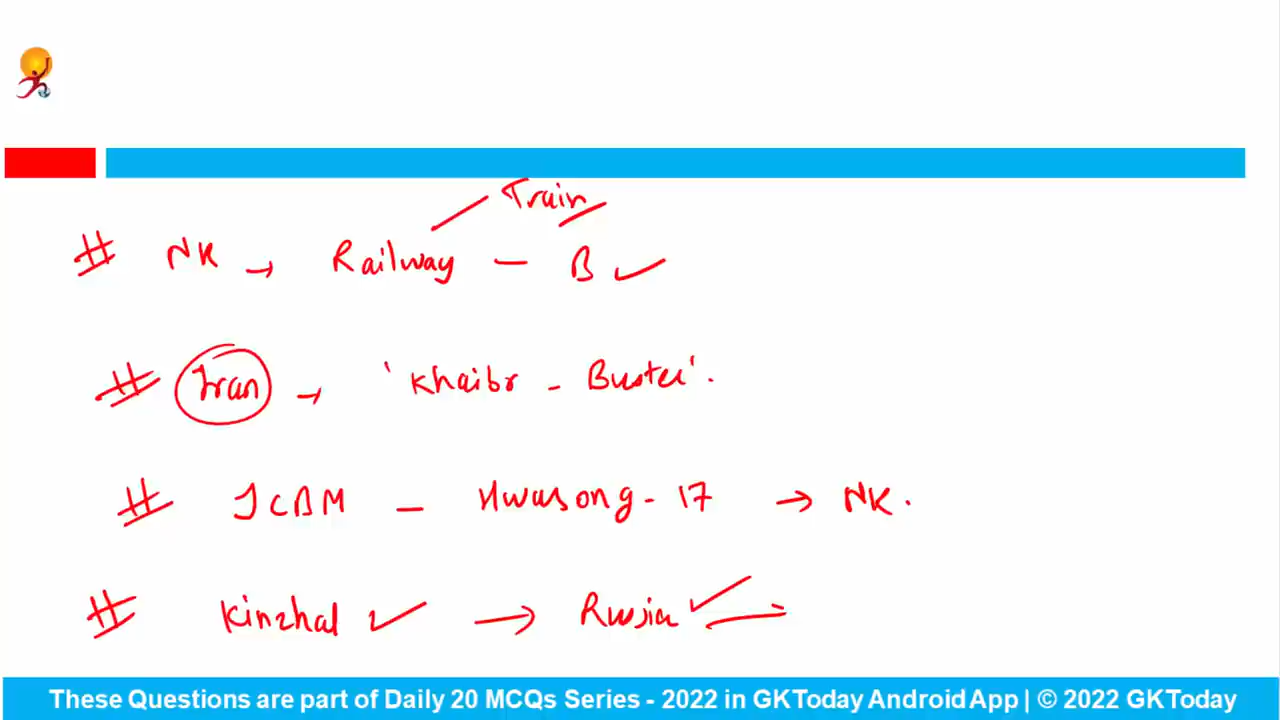 Train
# NK → Railway - B ✓
# Iran → 'Khaibr - Buster'.
# ICBM - Hwasong-17 → NK.
# Kinzhal ✓ → Russia ✓
These Questions are part of Daily 20 MCQs Series - 2022 in GKToday Android App | © 2022 GKToday